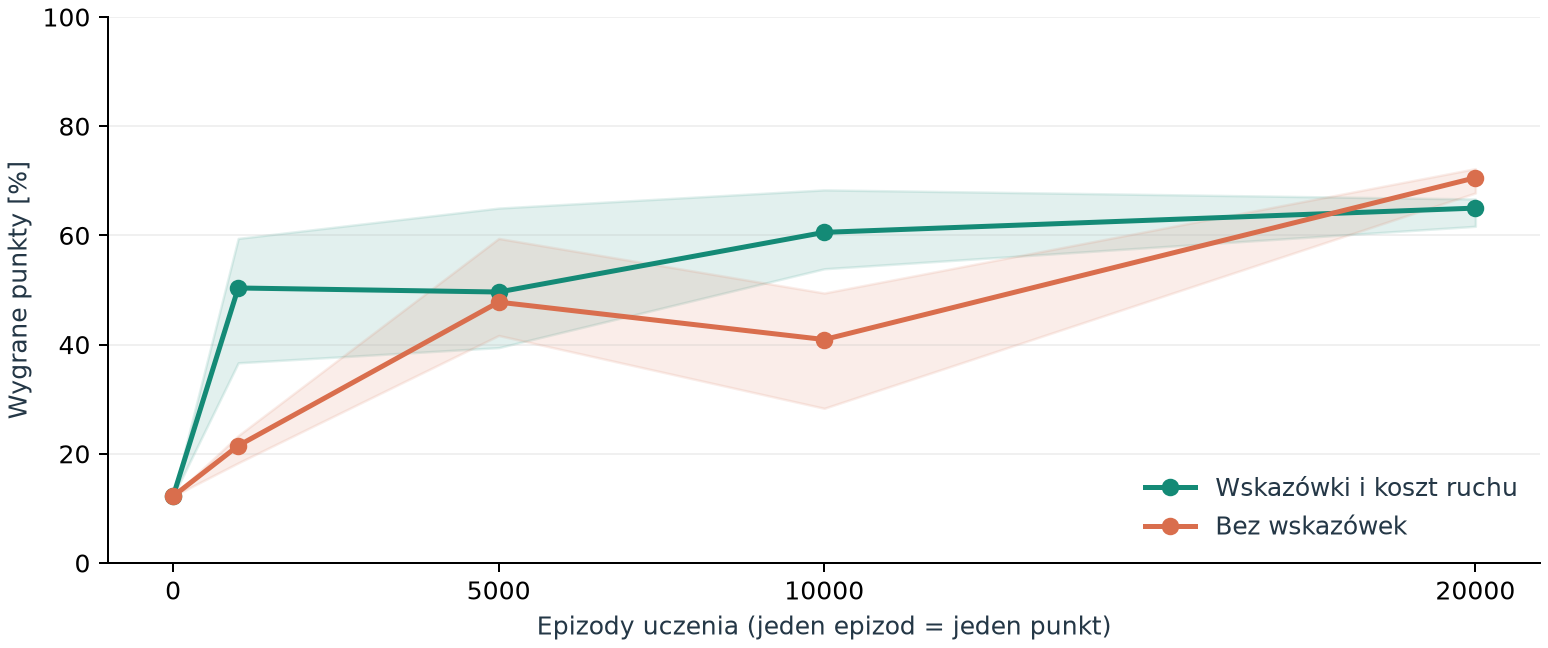 100
80
60
40
20
0
Wygrane punkty [%]
0 5000 10000 20000
Epizody uczenia (jeden epizod = jeden punkt)
Wskazówki i koszt ruchu
Bez wskazówek